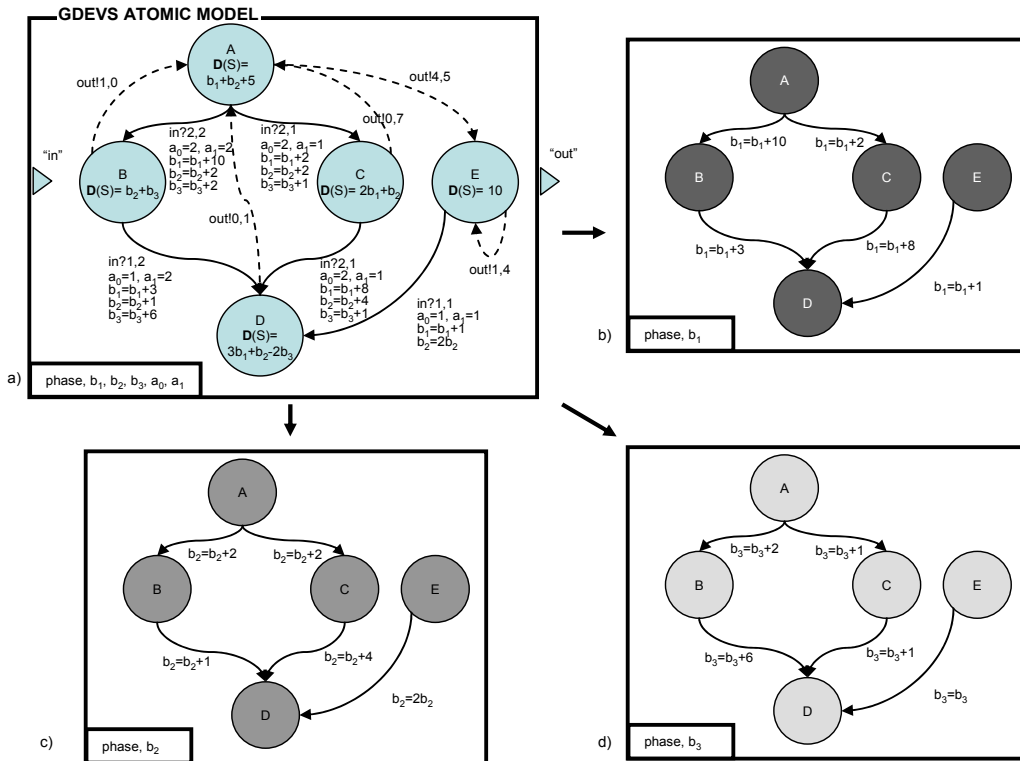 GDEVS ATOMIC MODEL
A
D(S)=
b₁+b₂+5
out!1,0
out!4,5
out!0,7
"in"
"out"
in?2,2
a₀=2, a₁=2
b₁=b₁+10
b₂=b₂+2
b₃=b₃+2
in?2,1
a₀=2, a₁=1
b₁=b₁+2
b₂=b₂+2
b₃=b₃+1
B
D(S)= b₂+b₃
C
D(S)= 2b₁+b₂
E
D(S)= 10
out!0,1
out!1,4
in?1,2
a₀=1, a₁=2
b₁=b₁+3
b₂=b₂+1
b₃=b₃+6
in?2,1
a₀=2, a₁=1
b₁=b₁+8
b₂=b₂+4
b₃=b₃+1
in?1,1
a₀=1, a₁=1
b₁=b₁+1
b₂=2b₂
D
D(S)=
3b₁+b₂-2b₃
a)
phase, b₁, b₂, b₃, a₀, a₁
A
b₁=b₁+10
b₁=b₁+2
B
C
E
b₁=b₁+3
b₁=b₁+8
b₁=b₁+1
D
b)
phase, b₁
A
b₂=b₂+2
b₂=b₂+2
B
C
E
b₂=b₂+1
b₂=b₂+4
b₂=2b₂
D
c)
phase, b₂
A
b₃=b₃+2
b₃=b₃+1
B
C
E
b₃=b₃+6
b₃=b₃+1
b₃=b₃
D
d)
phase, b₃